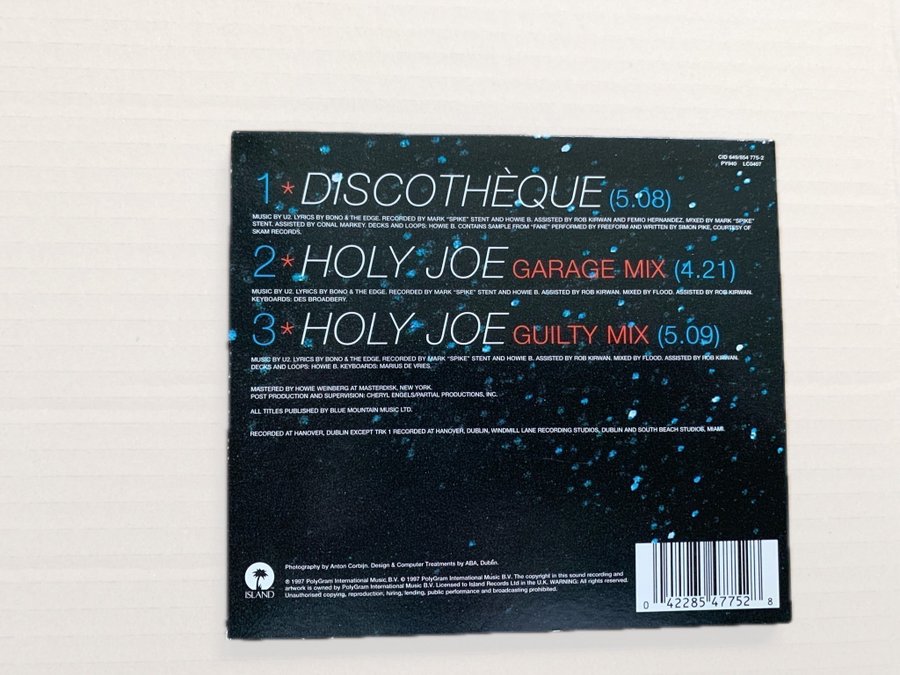 CID 649/854 775-2
PY940 LC0407
1* DISCOTHÈQUE (5.08)
MUSIC BY U2. LYRICS BY BONO & THE EDGE. RECORDED BY MARK "SPIKE" STENT AND HOWIE B. ASSISTED BY ROB KIRWAN AND FEMIO HERNANDEZ. MIXED BY MARK "SPIKE"
STENT. ASSISTED BY CONAL MARKEY. DECKS AND LOOPS: HOWIE B. CONTAINS SAMPLE FROM "FANE" PERFORMED BY FREEFORM AND WRITTEN BY SIMON PIKE, COURTESY OF
SKAM RECORDS.
2* HOLY JOE GARAGE MIX (4.21)
MUSIC BY U2. LYRICS BY BONO & THE EDGE. RECORDED BY MARK "SPIKE" STENT AND HOWIE B. ASSISTED BY ROB KIRWAN. MIXED BY FLOOD. ASSISTED BY ROB KIRWAN.
KEYBOARDS: DES BROADBERY.
3* HOLY JOE GUILTY MIX (5.09)
MUSIC BY U2. LYRICS BY BONO & THE EDGE. RECORDED BY MARK "SPIKE" STENT AND HOWIE B. ASSISTED BY ROB KIRWAN. MIXED BY FLOOD. ASSISTED BY ROB KIRWAN.
DECKS AND LOOPS: HOWIE B. KEYBOARDS: MARIUS DE VRIES.
MASTERED BY HOWIE WEINBERG AT MASTERDISK, NEW YORK.
POST PRODUCTION AND SUPERVISION: CHERYL ENGELS/PARTIAL PRODUCTIONS, INC.
ALL TITLES PUBLISHED BY BLUE MOUNTAIN MUSIC LTD.
RECORDED AT HANOVER, DUBLIN EXCEPT TRK 1 RECORDED AT HANOVER, DUBLIN, WINDMILL LANE RECORDING STUDIOS, DUBLIN AND SOUTH BEACH STUDIOS, MIAMI.
Photography by Anton Corbijn. Design & Computer Treatments by ABA, Dublin.
℗ 1997 PolyGram International Music B.V. © 1997 PolyGram International Music B.V. The copyright in this sound recording and
artwork is owned by PolyGram International Music B.V. Licensed to Island Records Ltd in the U.K. WARNING: All rights reserved.
Unauthorised copying, reproduction, hiring, lending, public performance and broadcasting prohibited.
ISLAND
0 42285 47752 8